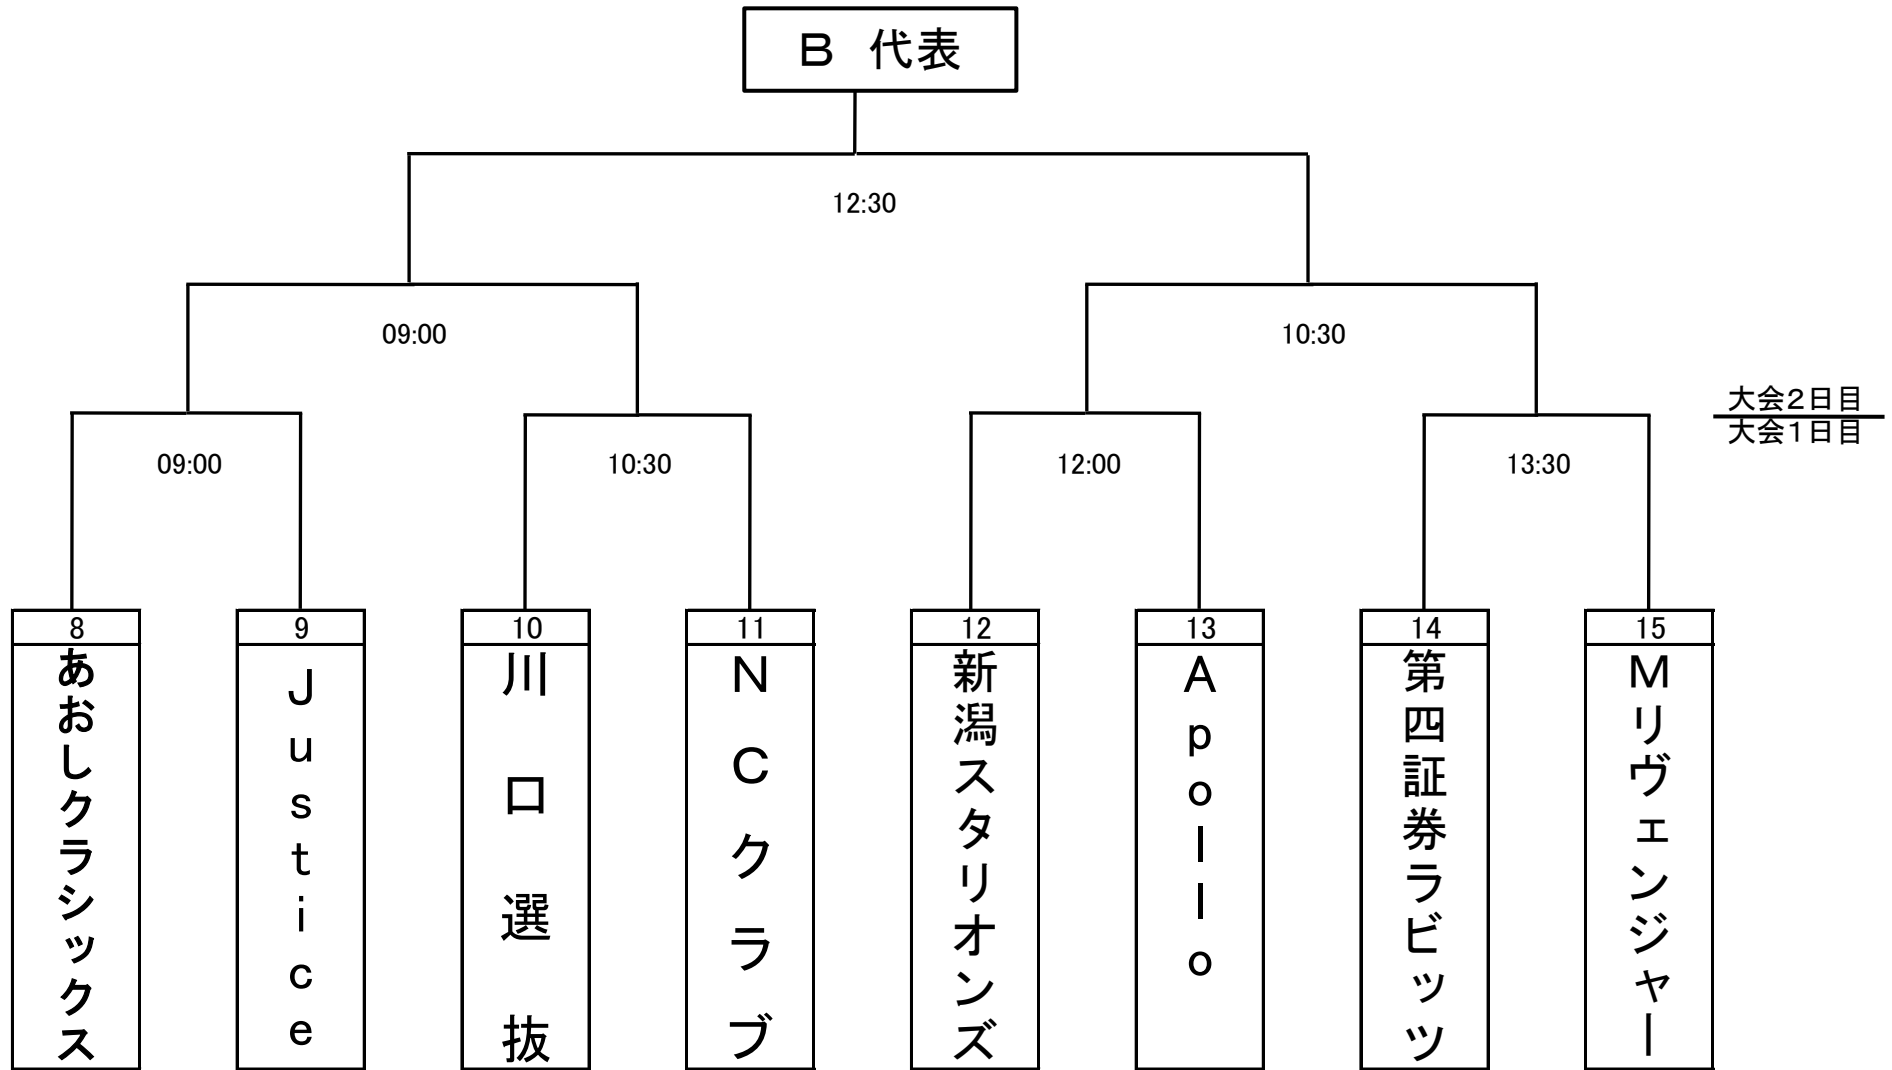 B 代表
12:30
09:00
10:30
大会2日目
大会1日目
09:00
10:30
12:00
13:30
8
9
10
11
12
13
14
15
あおしクラシックス
Justice
川口選抜
NCクラブ
新潟スタリオンズ
Apollo
第四証券ラビッツ
Mリヴェンジャー